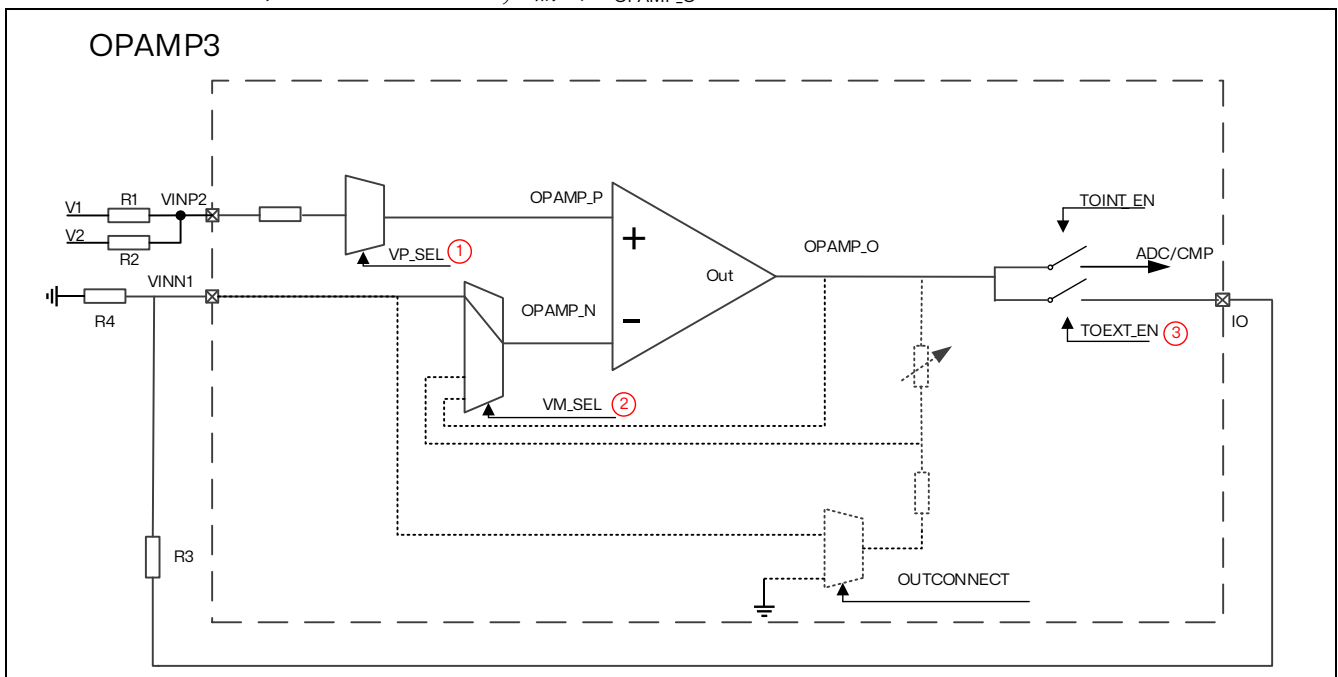 OPAMP_O
OPAMP3
V1
R1
VINP2
V2
R2
OPAMP_P
VP_SEL ①
OPAMP_O
Out
TOINT_EN
ADC/CMP
TOEXT_EN ③
IO
VINN1
R4
OPAMP_N
VM_SEL ②
R3
OUTCONNECT
+
−